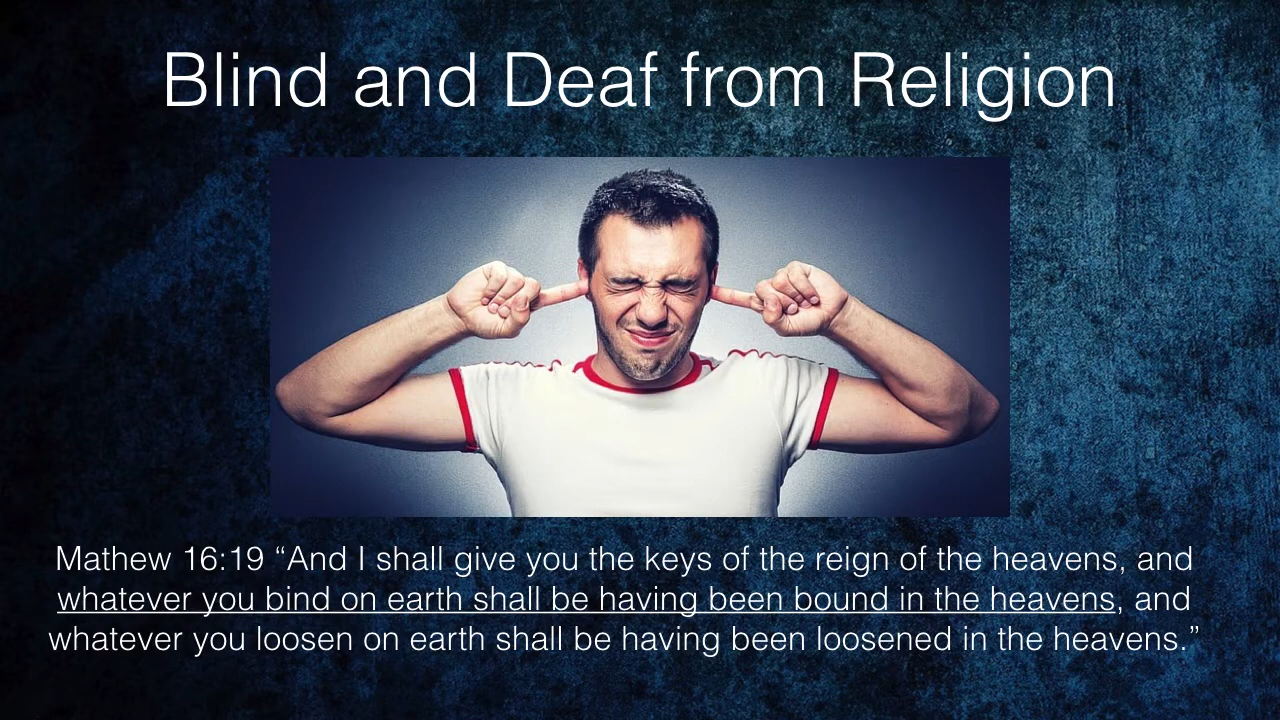 Blind and Deaf from Religion
Mathew 16:19 “And I shall give you the keys of the reign of the heavens, and
whatever you bind on earth shall be having been bound in the heavens, and
whatever you loosen on earth shall be having been loosened in the heavens.”